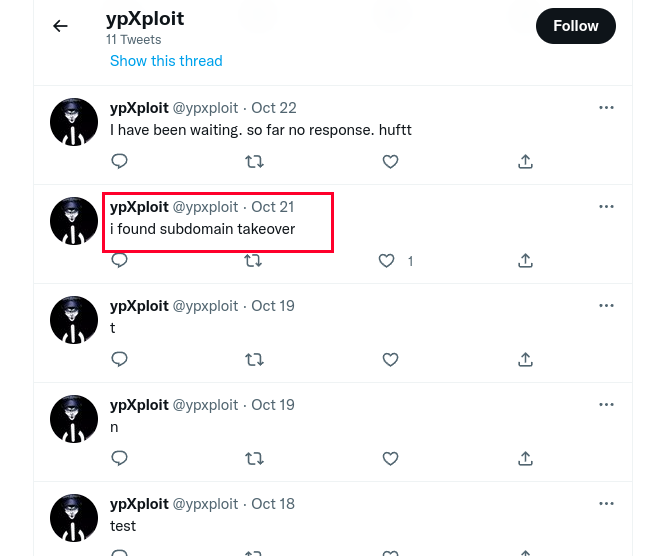 ypXploit
11 Tweets
Follow
Show this thread
ypXploit @ypxploit · Oct 22
I have been waiting. so far no response. huftt
ypXploit @ypxploit · Oct 21
i found subdomain takeover
1
ypXploit @ypxploit · Oct 19
t
ypXploit @ypxploit · Oct 19
n
ypXploit @ypxploit · Oct 18
test